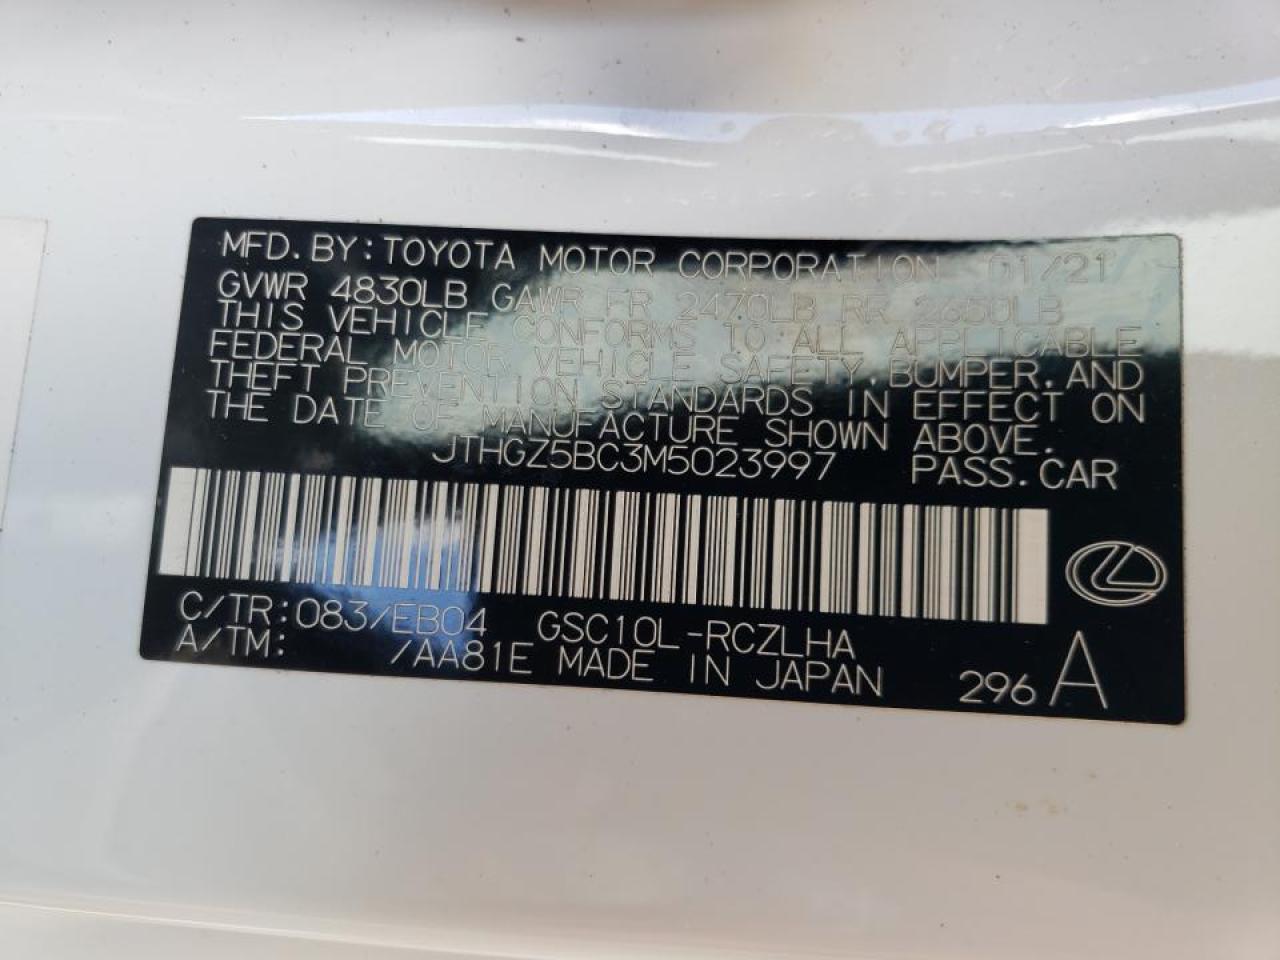 MFD. BY: TOYOTA MOTOR CORPORATION 01/21
GVWR 4830LB GAWR FR 2470LB RR 2650LB
THIS VEHICLE CONFORMS TO ALL APPLICABLE
FEDERAL MOTOR VEHICLE SAFETY, BUMPER, AND
THEFT PREVENTION STANDARDS IN EFFECT ON
THE DATE OF MANUFACTURE SHOWN ABOVE.
JTHGZ5BC3M5023997 PASS. CAR
C/TR: 083/EB04 GSC10L-RCZLHA
A/TM: /AA81E MADE IN JAPAN 296 A